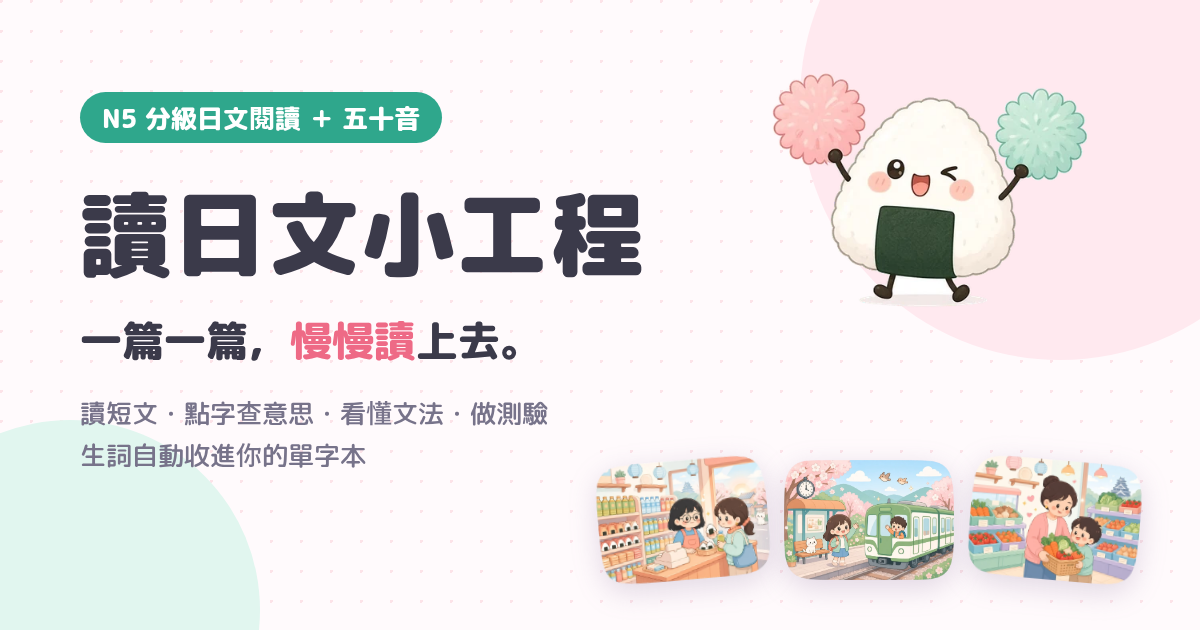 N5 分級日文閱讀 ＋ 五十音
讀日文小工程
一篇一篇，慢慢讀上去。
讀短文・點字查意思・看懂文法・做測驗
生詞自動收進你的單字本